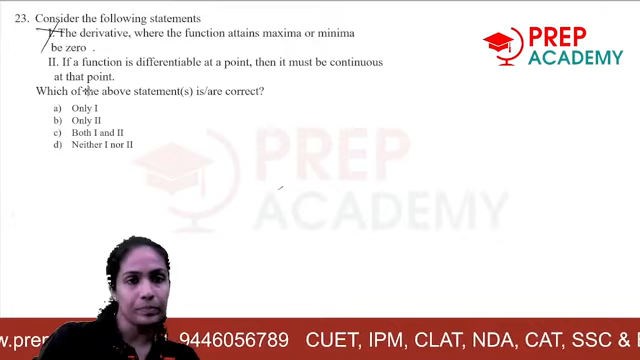 23. Consider the following statements
I. The derivative, where the function attains maxima or minima
be zero .
II. If a function is differentiable at a point, then it must be continuous
at that point.
Which of the above statement(s) is/are correct?
a) Only I
b) Only II
c) Both I and II
d) Neither I nor II
PREP
ACADEMY
PREP
ACADEMY
9446056789 CUET, IPM, CLAT, NDA, CAT, SSC &